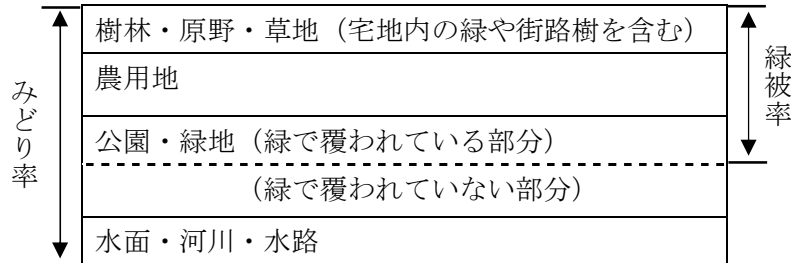 樹林・原野・草地（宅地内の緑や街路樹を含む）
農用地
公園・緑地（緑で覆われている部分）
（緑で覆われていない部分）
水面・河川・水路
みどり率
緑被率